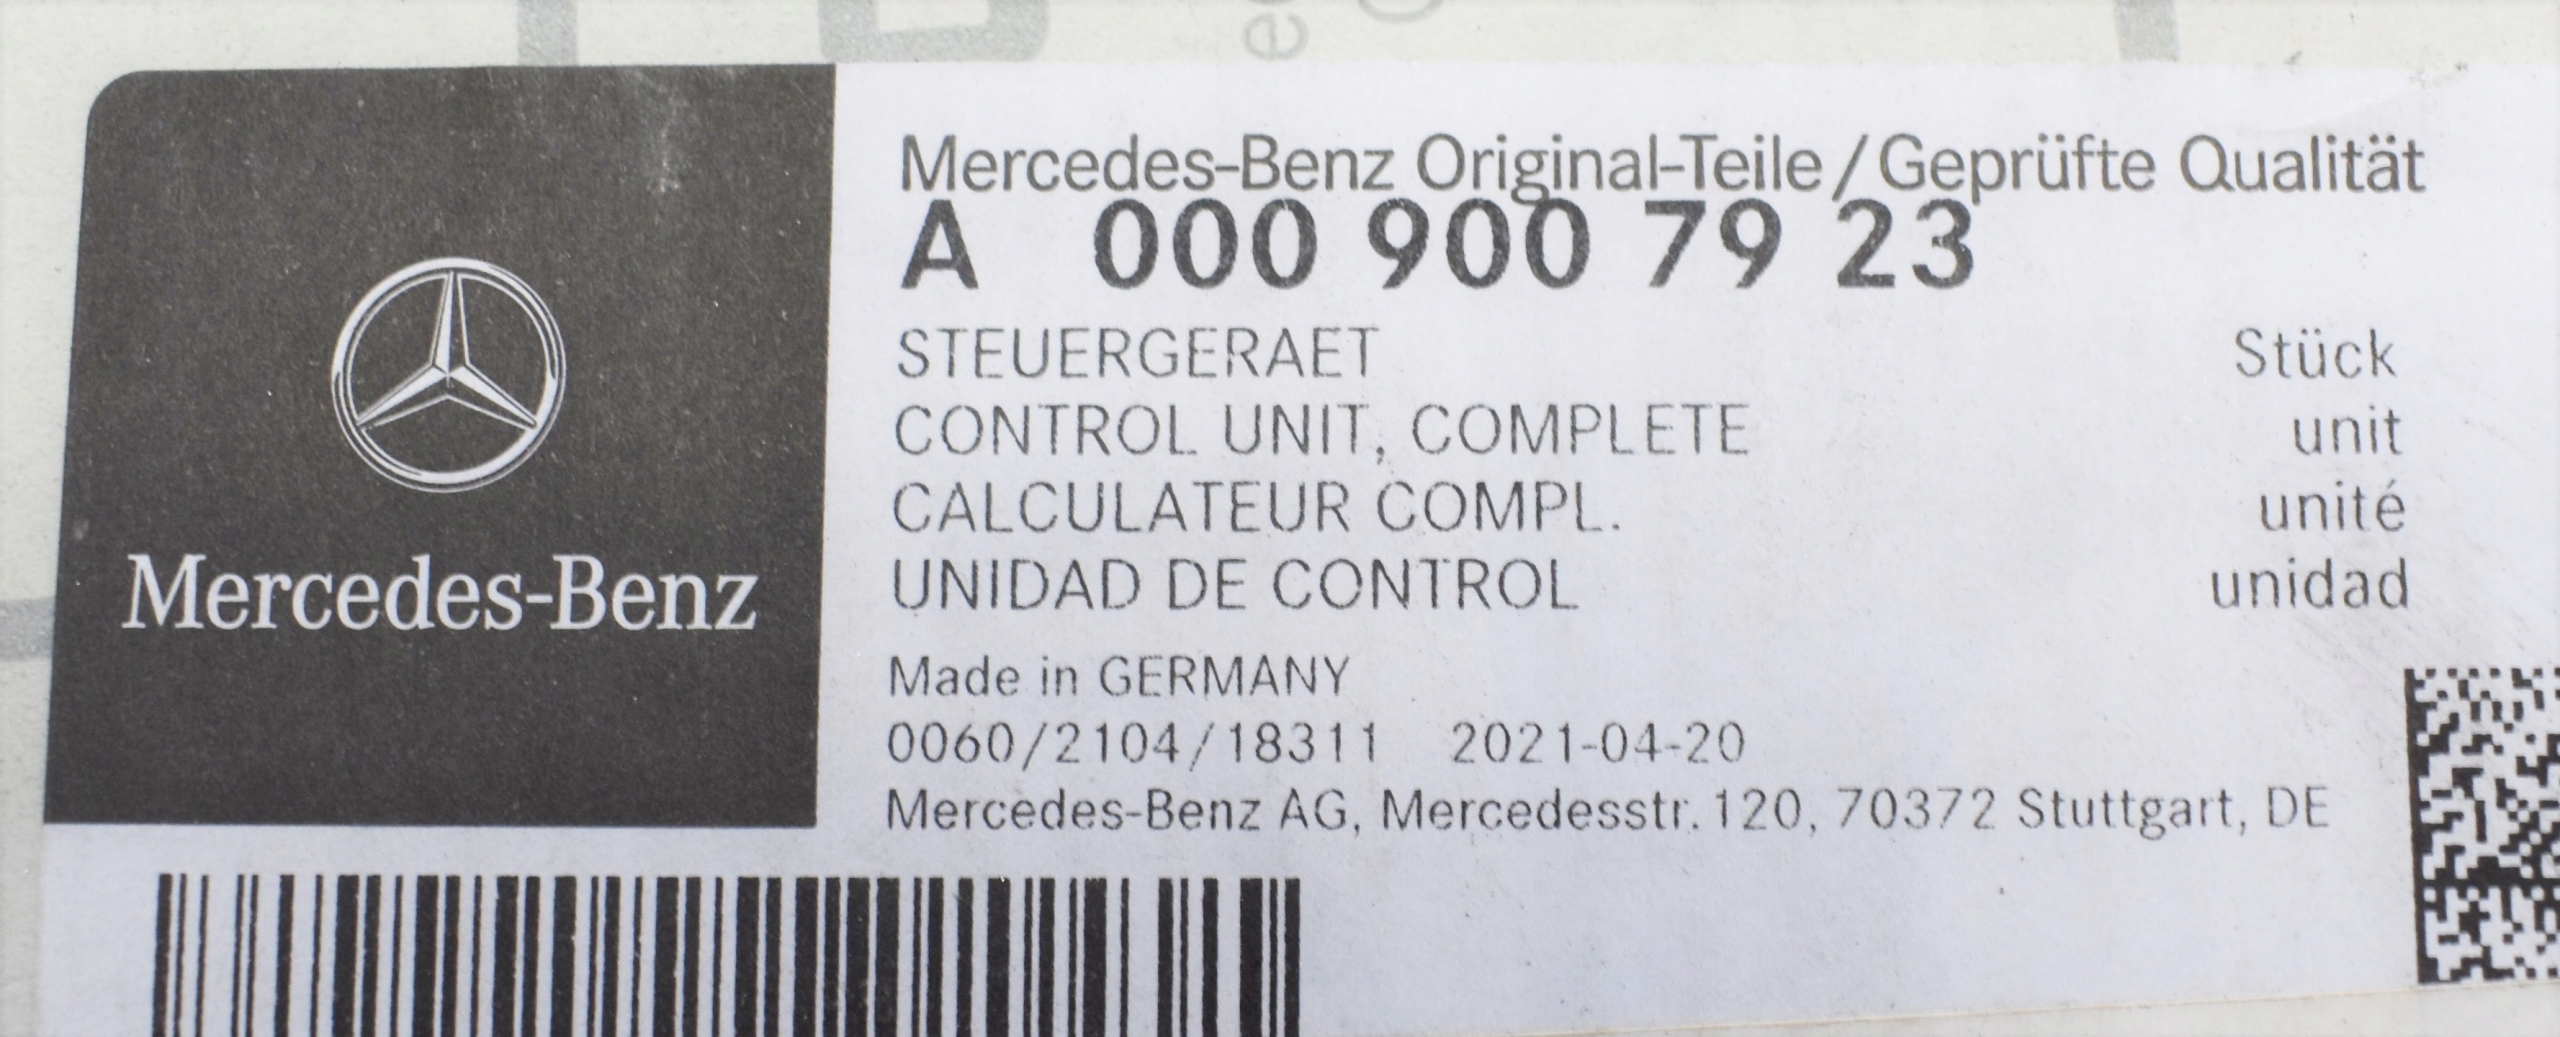 Mercedes-Benz
Mercedes-Benz Original-Teile/Geprüfte Qualität
A 000 900 79 23
STEUERGERAET Stück
CONTROL UNIT, COMPLETE unit
CALCULATEUR COMPL. unité
UNIDAD DE CONTROL unidad
Made in GERMANY
0060/2104/18311 2021-04-20
Mercedes-Benz AG, Mercedesstr. 120, 70372 Stuttgart, DE